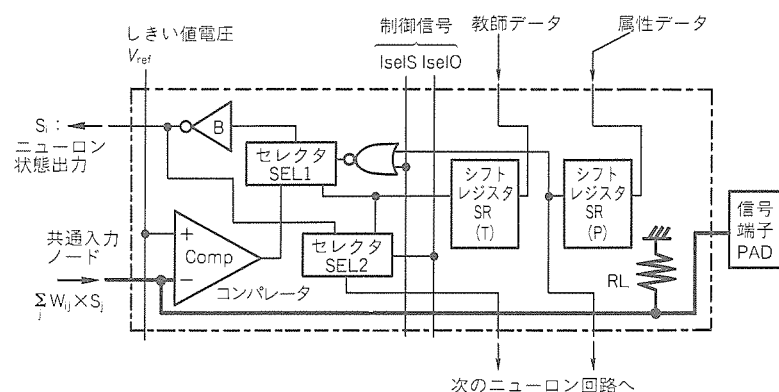 しきい値電圧
Vref
制御信号
IselS IselO
教師データ
属性データ
Si:
ニューロン
状態出力
B
セレクタ
SEL1
シフト
レジスタ
SR
(T)
シフト
レジスタ
SR
(P)
信号
端子
PAD
共通入力
ノード
+
Comp
−
コンパレータ
セレクタ
SEL2
RL
ΣWij×Sj
j
次のニューロン回路へ